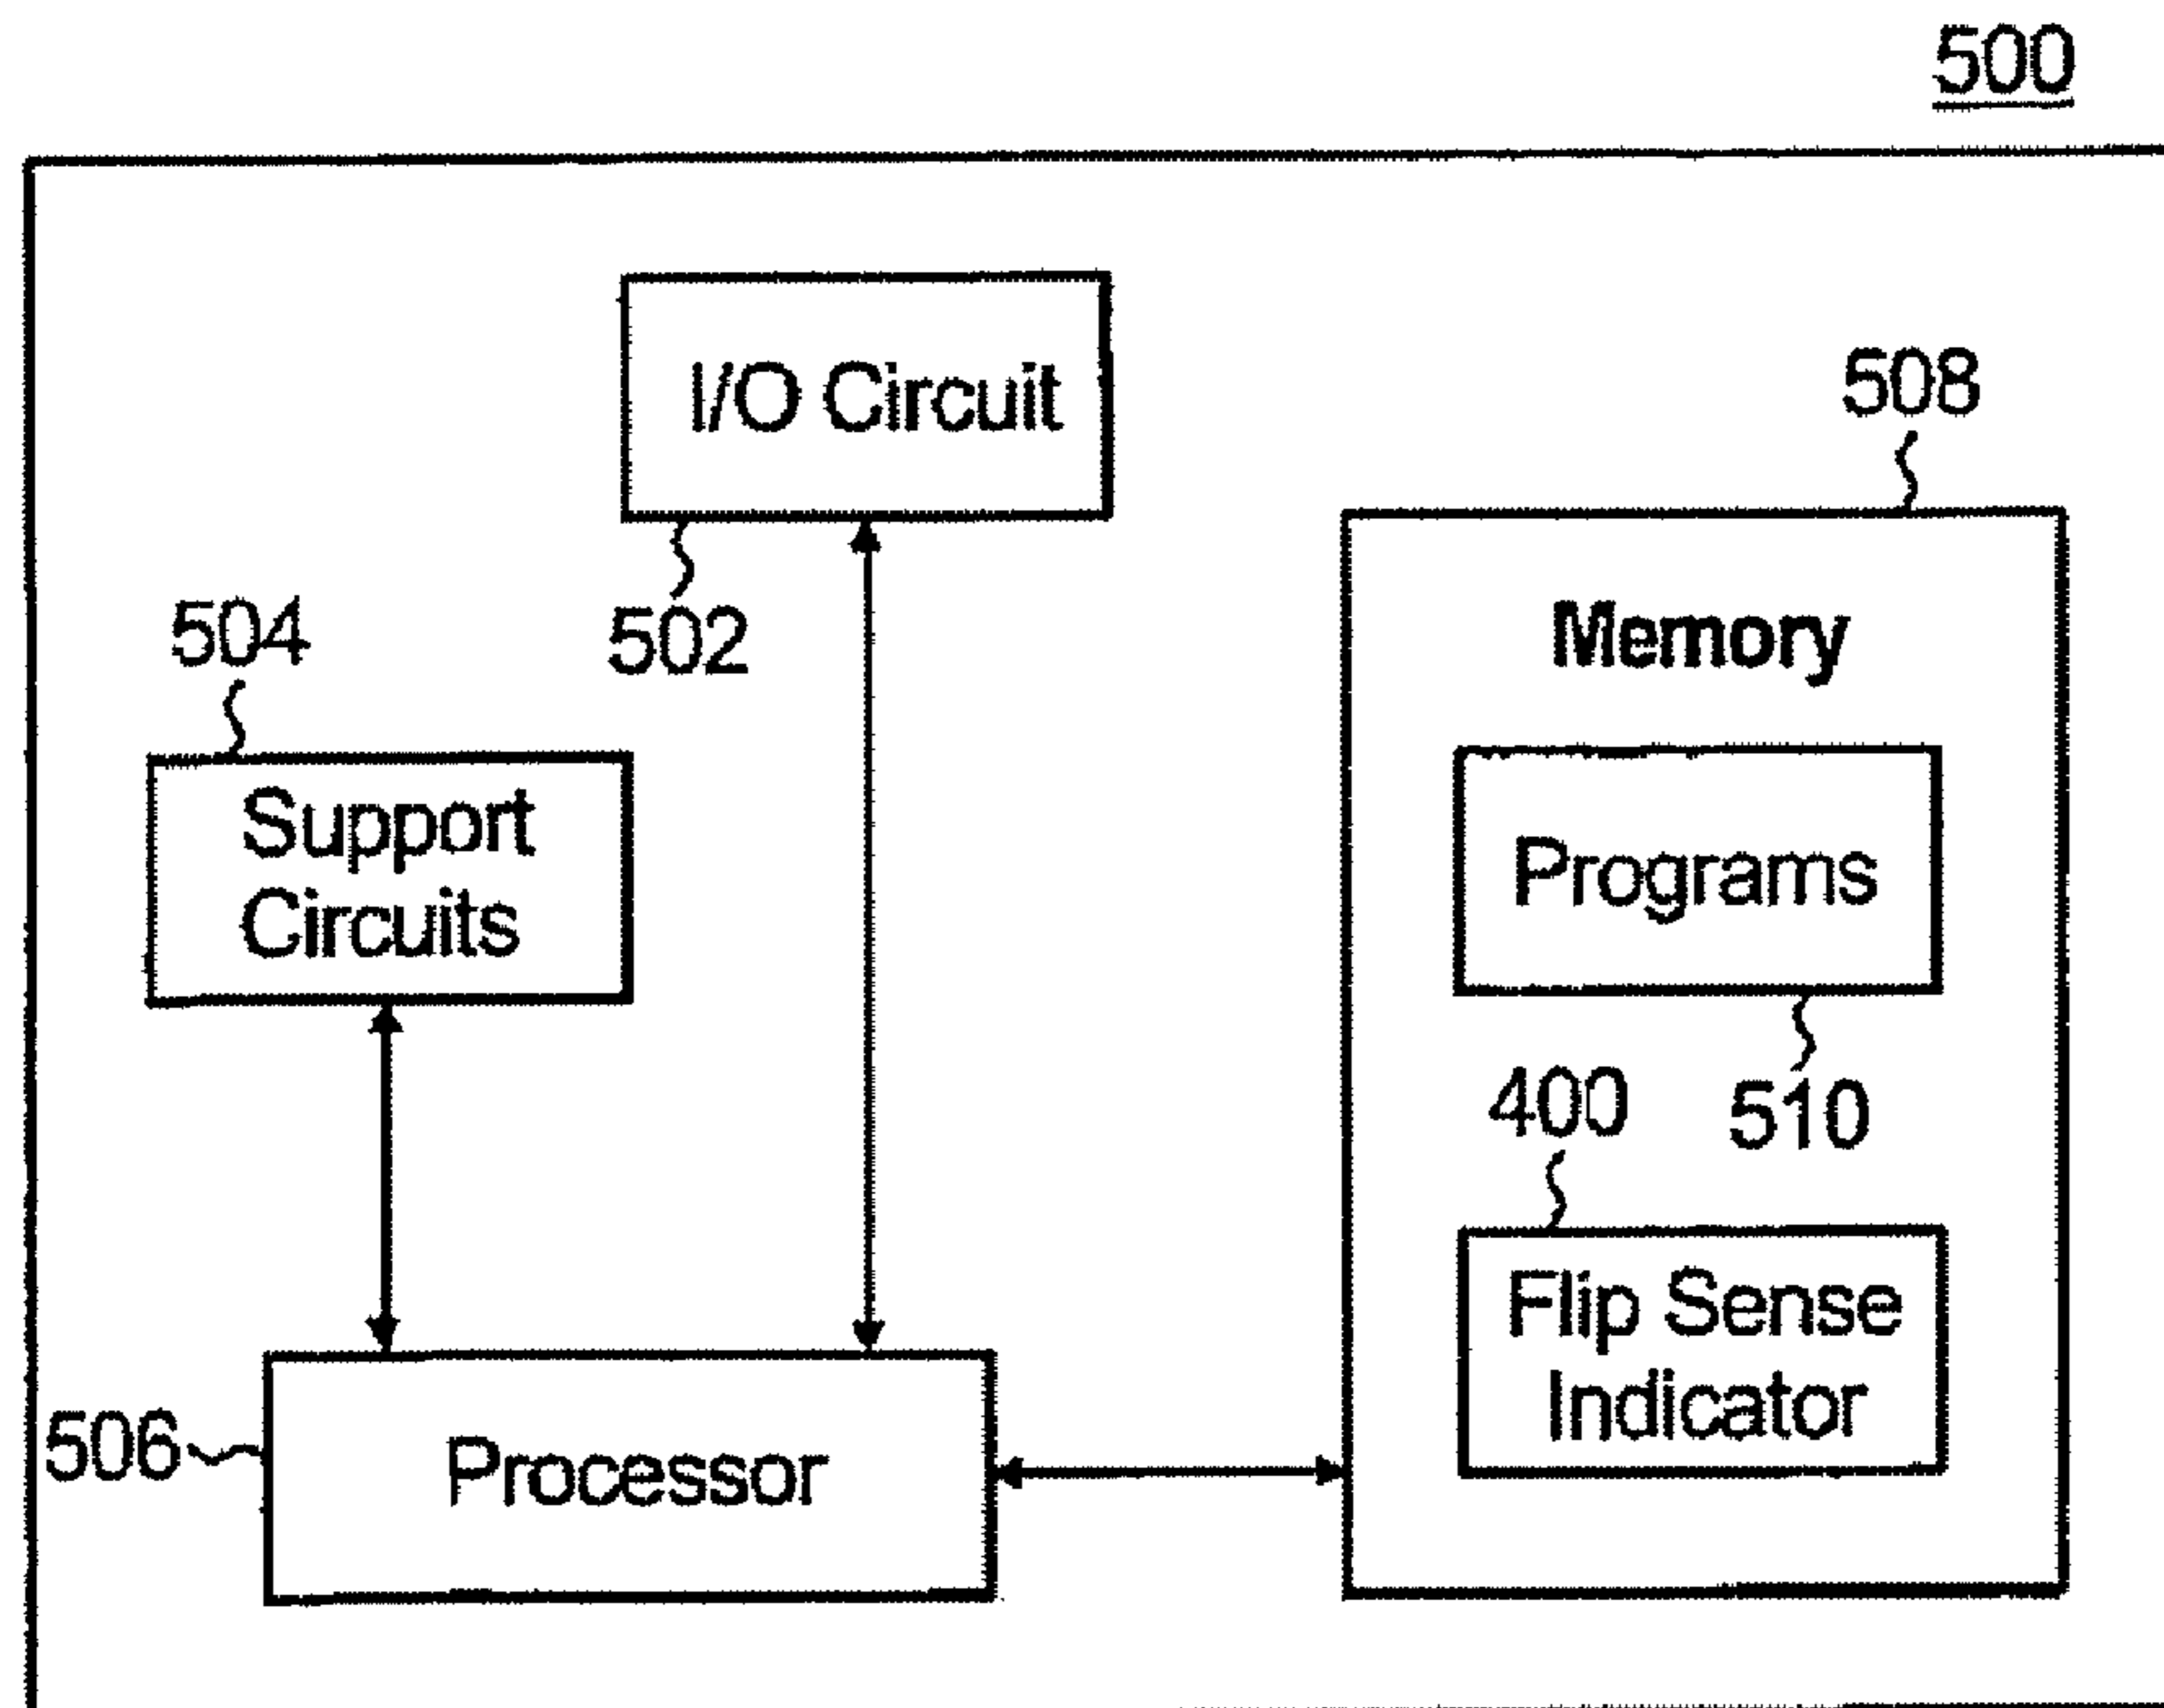 500
I/O Circuit
508
502
504
Memory
Support
Circuits
Programs
400
510
Flip Sense
Indicator
506
Processor